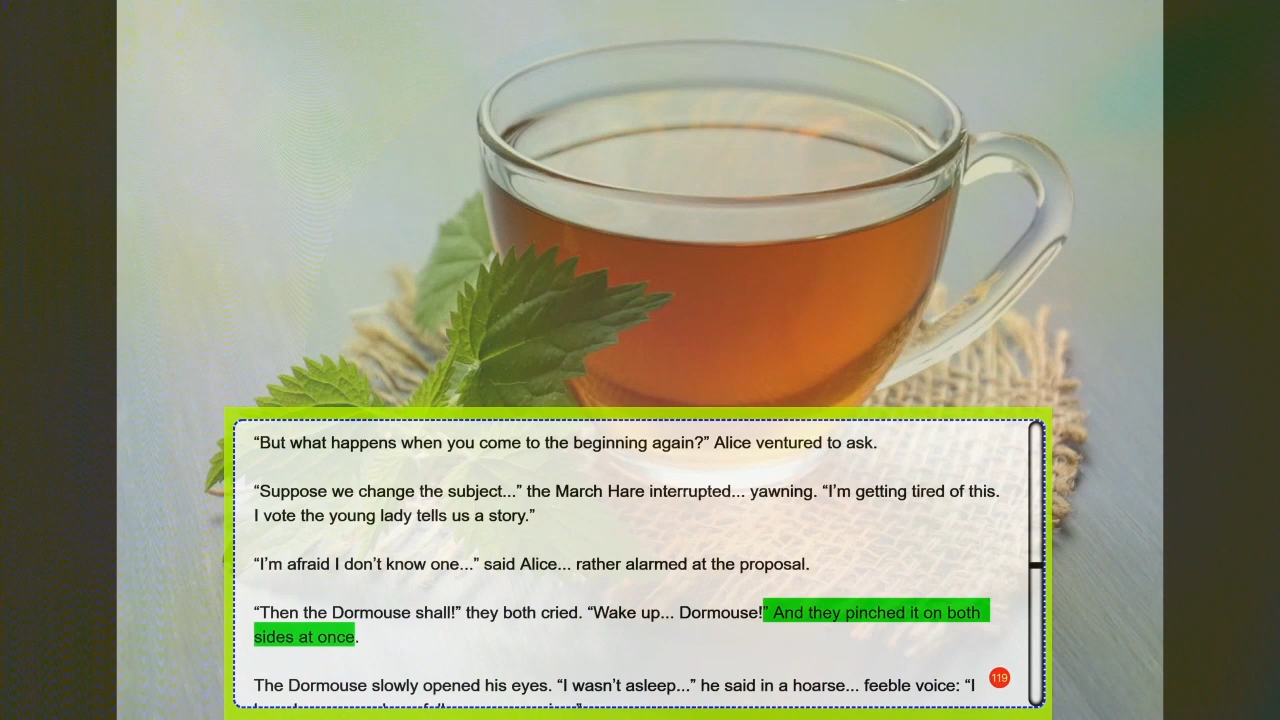 “But what happens when you come to the beginning again?” Alice ventured to ask.
“Suppose we change the subject...” the March Hare interrupted... yawning. “I’m getting tired of this.
I vote the young lady tells us a story.”
“I’m afraid I don’t know one...” said Alice... rather alarmed at the proposal.
“Then the Dormouse shall!” they both cried. “Wake up... Dormouse!” And they pinched it on both
sides at once.
The Dormouse slowly opened his eyes. “I wasn’t asleep...” he said in a hoarse... feeble voice: “I
119